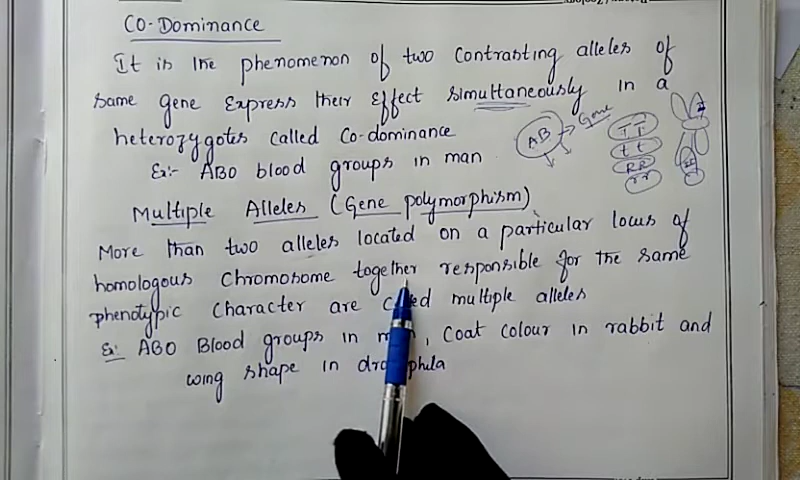 Co-Dominance
It is the phenomenon of two Contrasting alleles of
same gene Express their Effect simultaneously in a
heterozygotes called Co-dominance
Ex:- ABO blood groups in man
AB Gene
TT
tt
RR
rr
Multiple Alleles (Gene polymorphism)
More than two alleles located on a particular locus of
homologous Chromosome together responsible for the same
phenotypic character are multiple alleles
Ex:- ABO Blood groups in , Coat colour in rabbit and
wing shape in